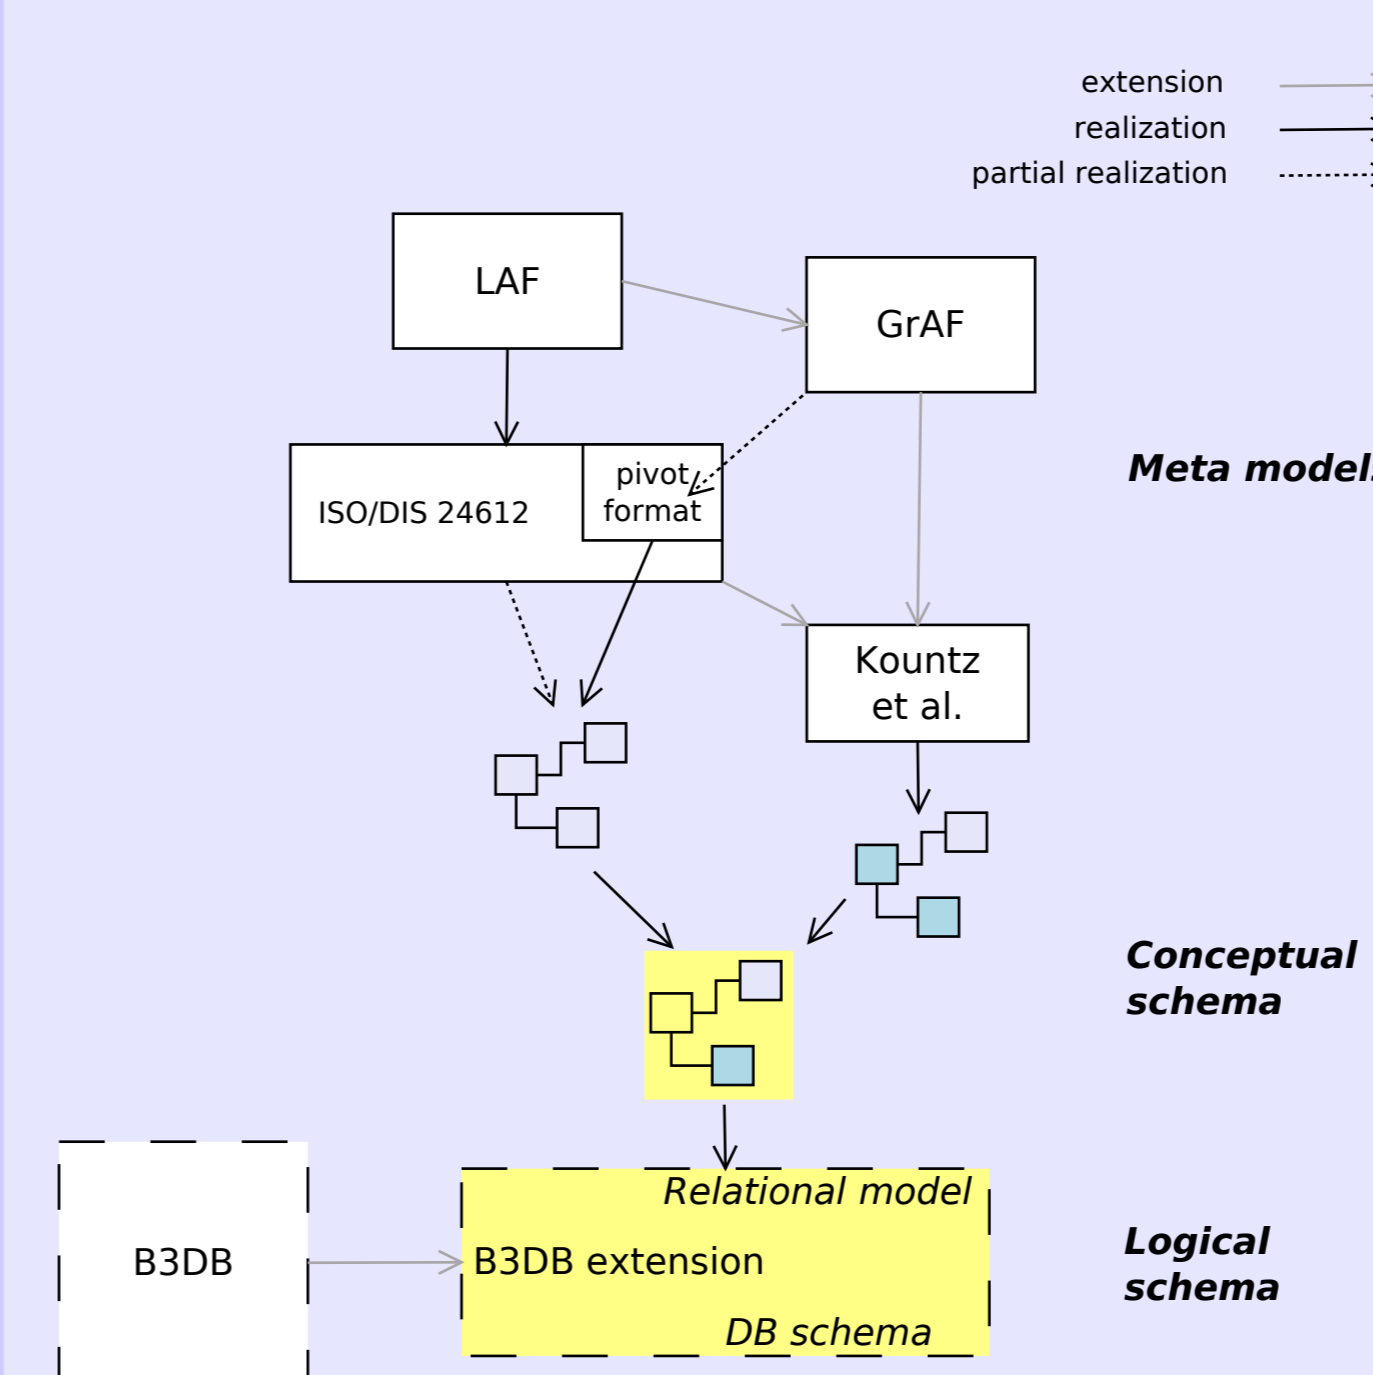 extension
realization
partial realization
LAF
GrAF
pivot
format
ISO/DIS 24612
Meta models
Kountz
et al.
Conceptual
schema
Relational model
B3DB
B3DB extension
DB schema
Logical
schema